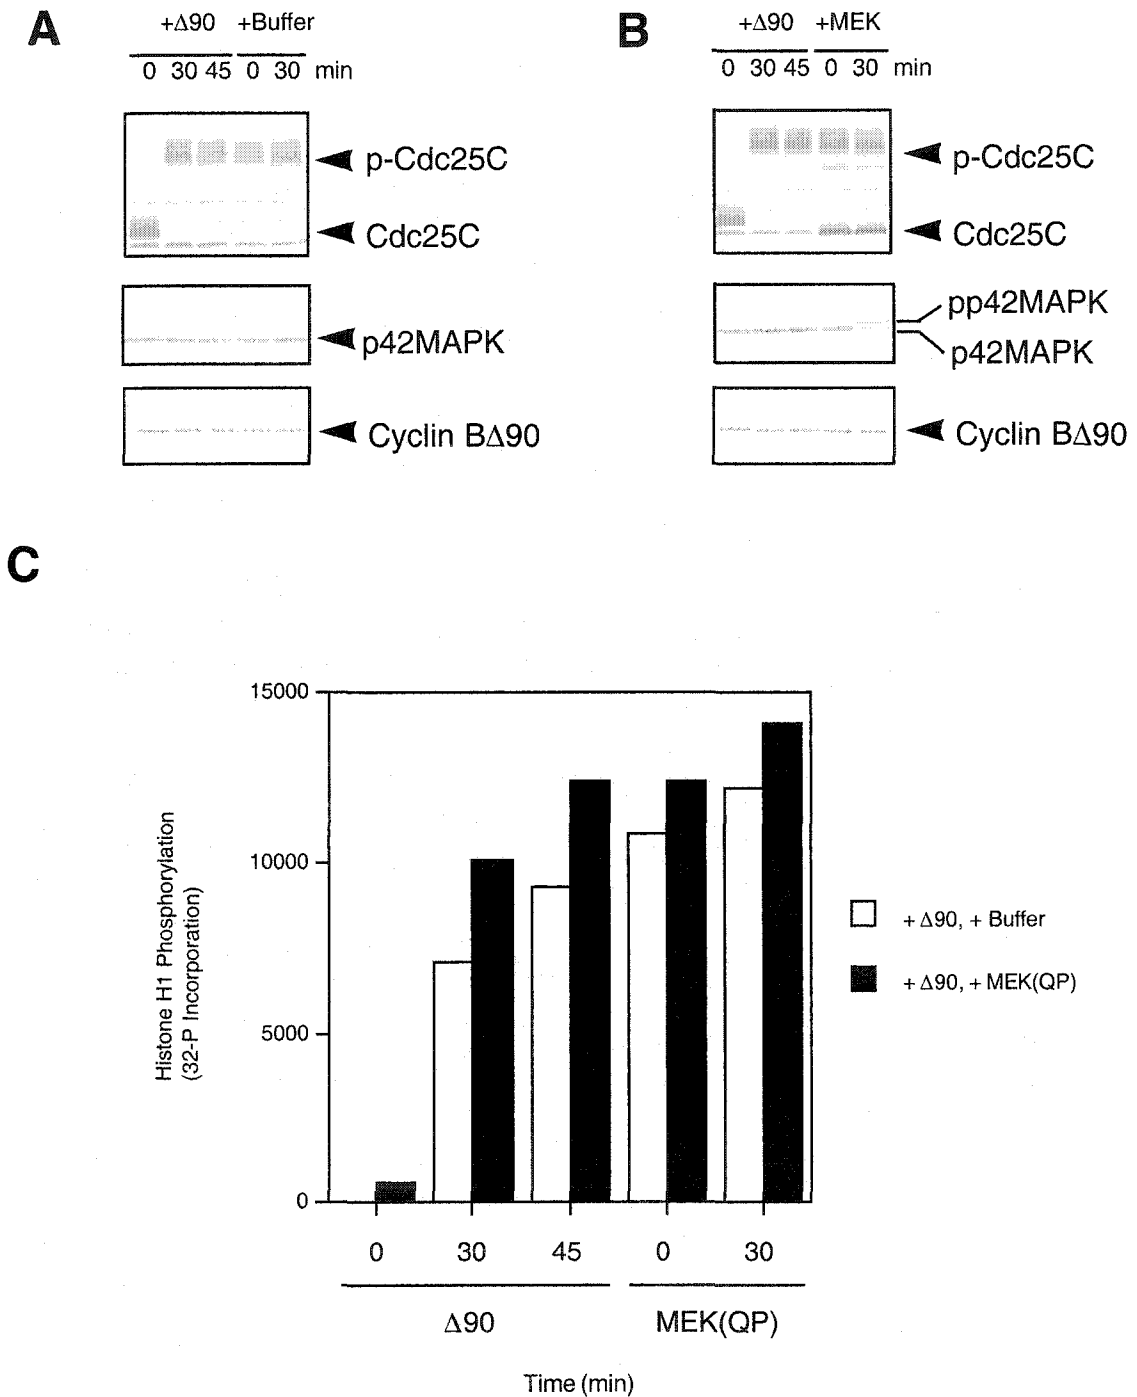 A
+Δ90 +Buffer
0 30 45 0 30 min
p-Cdc25C
Cdc25C
p42MAPK
Cyclin BΔ90
B
+Δ90 +MEK
0 30 45 0 30 min
p-Cdc25C
Cdc25C
pp42MAPK
p42MAPK
Cyclin BΔ90
C
Histone H1 Phosphorylation
(32-P Incorporation)
15000
10000
5000
0
+ Δ90, + Buffer
+ Δ90, + MEK(QP)
0 30 45 0 30
Δ90 MEK(QP)
Time (min)